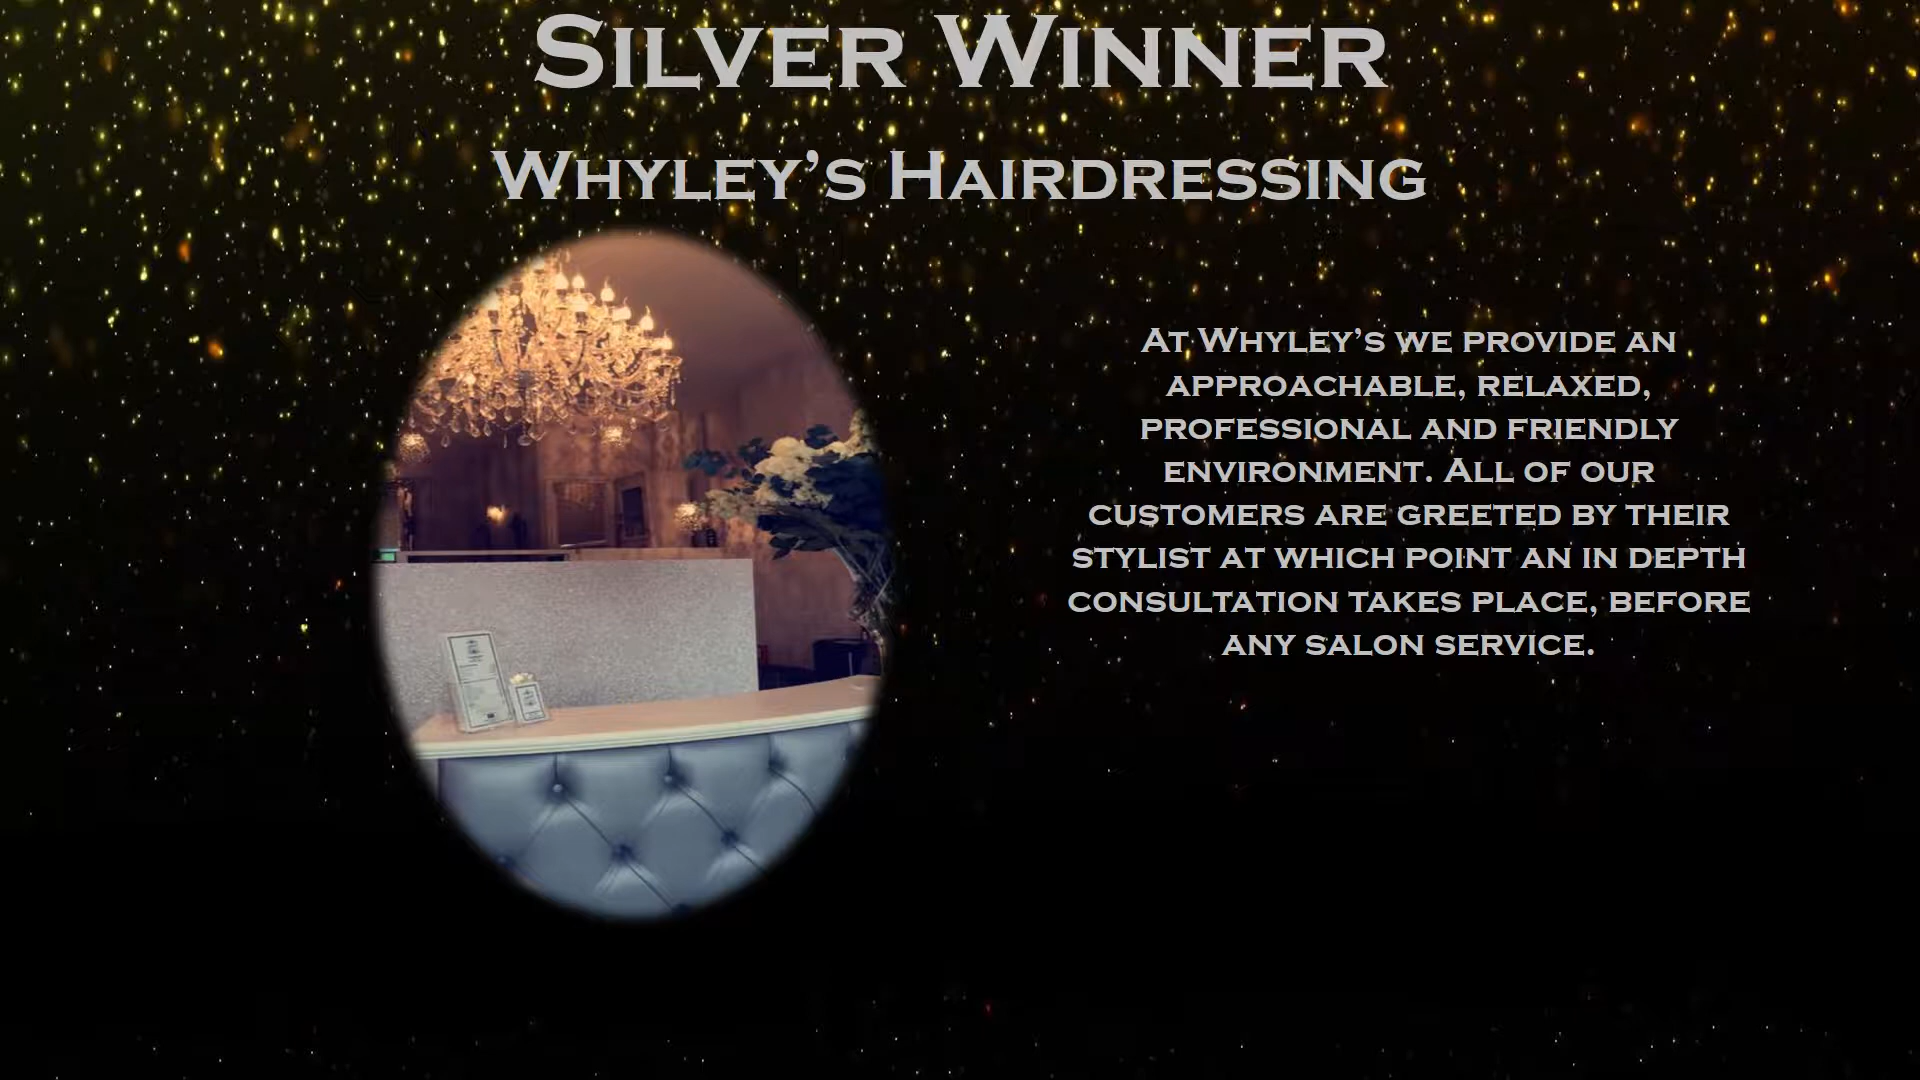 Silver Winner
Whyley's Hairdressing
At Whyley's we provide an
approachable, relaxed,
professional and friendly
environment. All of our
customers are greeted by their
stylist at which point an in depth
consultation takes place, before
any salon service.